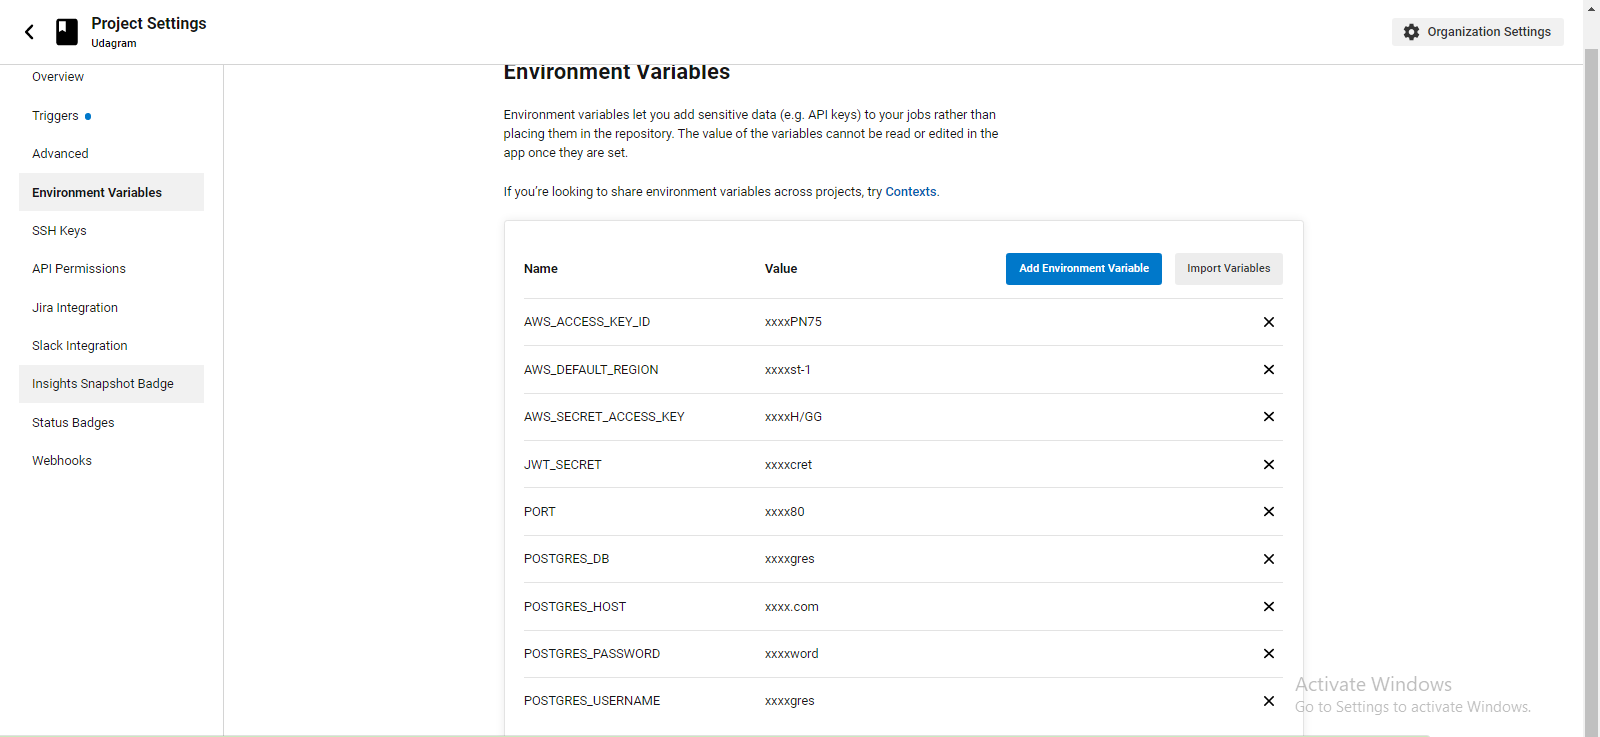 Project Settings
Udagram
Organization Settings
Overview
Triggers
Advanced
Environment Variables
SSH Keys
API Permissions
Jira Integration
Slack Integration
Insights Snapshot Badge
Status Badges
Webhooks
Environment Variables
Environment variables let you add sensitive data (e.g. API keys) to your jobs rather than
placing them in the repository. The value of the variables cannot be read or edited in the
app once they are set.
If you’re looking to share environment variables across projects, try Contexts.
Name Value Add Environment Variable Import Variables
AWS_ACCESS_KEY_ID xxxxPN75
AWS_DEFAULT_REGION xxxxst-1
AWS_SECRET_ACCESS_KEY xxxxH/GG
JWT_SECRET xxxxcret
PORT xxxx80
POSTGRES_DB xxxxgres
POSTGRES_HOST xxxx.com
POSTGRES_PASSWORD xxxxword
POSTGRES_USERNAME xxxxgres
Activate Windows
Go to Settings to activate Windows.